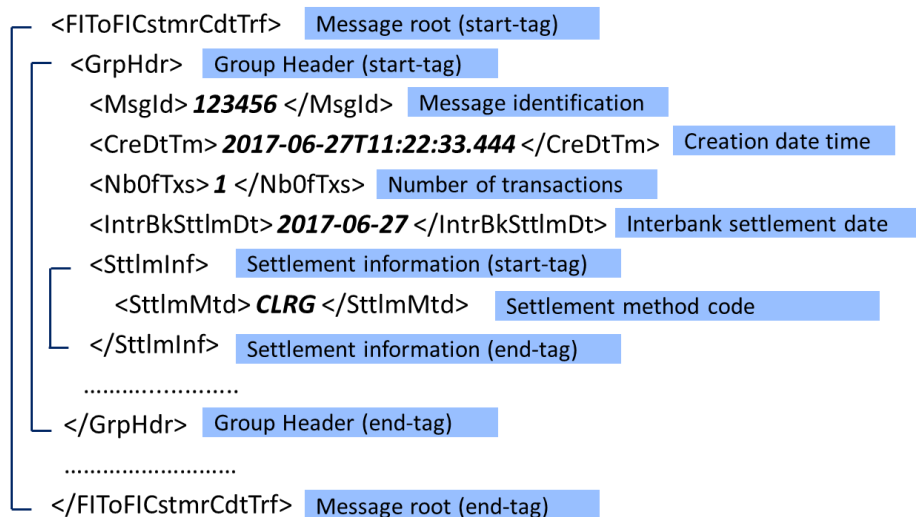 <FIToFICstmrCdtTrf> Message root (start-tag)
<GrpHdr> Group Header (start-tag)
<MsgId> 123456 </MsgId> Message identification
<CreDtTm> 2017-06-27T11:22:33.444 </CreDtTm> Creation date time
<Nb0fTxs> 1 </Nb0fTxs> Number of transactions
<IntrBkSttlmDt> 2017-06-27 </IntrBkSttlmDt> Interbank settlement date
<SttlmInf> Settlement information (start-tag)
<SttlmMtd> CLRG </SttlmMtd> Settlement method code
</SttlmInf> Settlement information (end-tag)
…………..…………..
</GrpHdr> Group Header (end-tag)
………………………
</FIToFICstmrCdtTrf> Message root (end-tag)